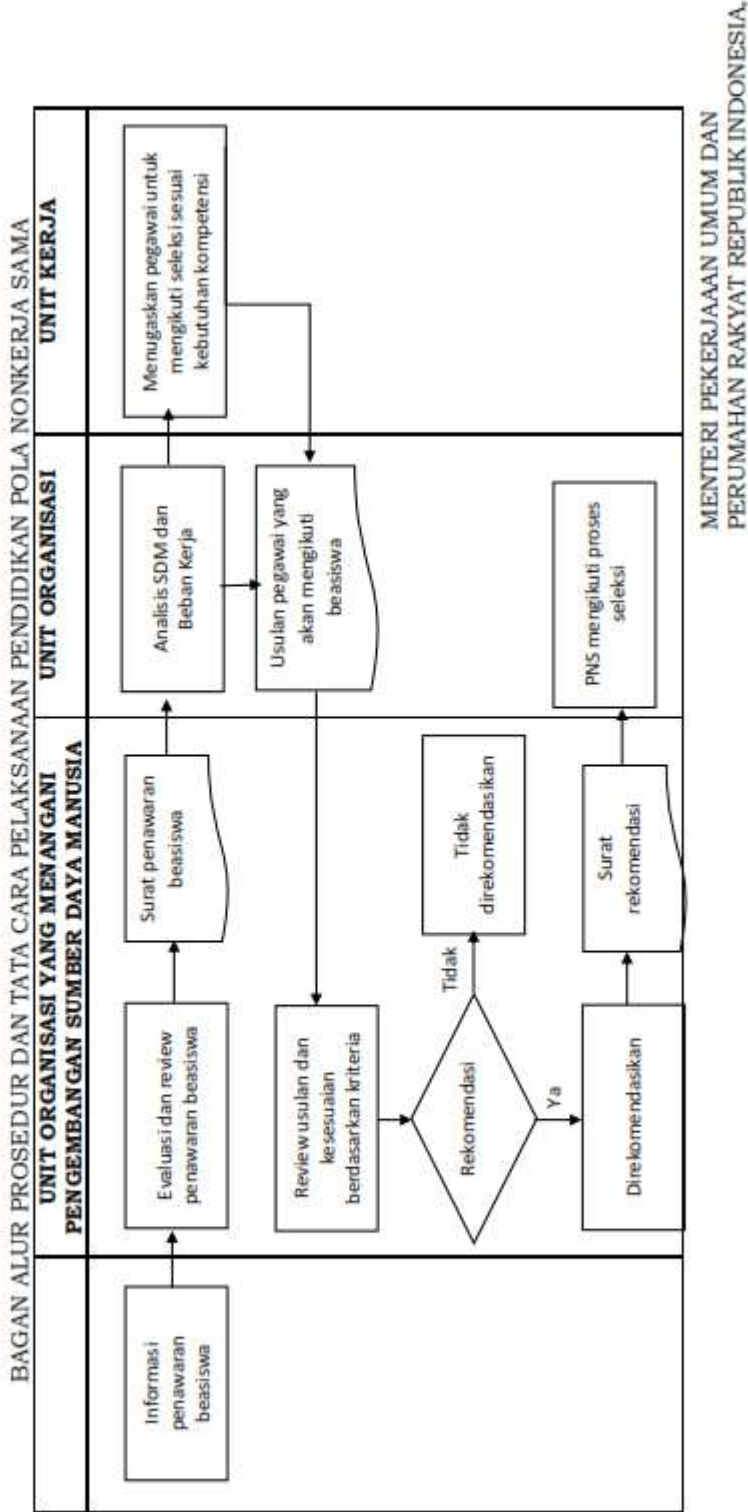 BAGAN ALUR PROSEDUR DAN TATA CARA PELAKSANAAN PENDIDIKAN POLA NONKERJA SAMA
UNIT ORGANISASI YANG MENANGANI
PENGEMBANGAN SUMBER DAYA MANUSIA
UNIT ORGANISASI
UNIT KERJA
Informasi
penawaran
beasiswa
Evaluasi dan review
penawaran beasiswa
Surat penawaran
beasiswa
Analisis SDM dan
Beban Kerja
Menugaskan pegawai untuk
mengikuti seleksi sesuai
kebutuhan kompetensi
Usulan pegawai yang
akan mengikuti
beasiswa
Review usulan dan
kesesuaian
berdasarkan kriteria
Rekomendasi
Tidak
Tidak
direkomendasikan
Ya
Direkomendasikan
Surat
rekomendasi
PNS mengikuti proses
seleksi
MENTERI PEKERJAAAN UMUM DAN
PERUMAHAN RAKYAT REPUBLIK INDONESIA,